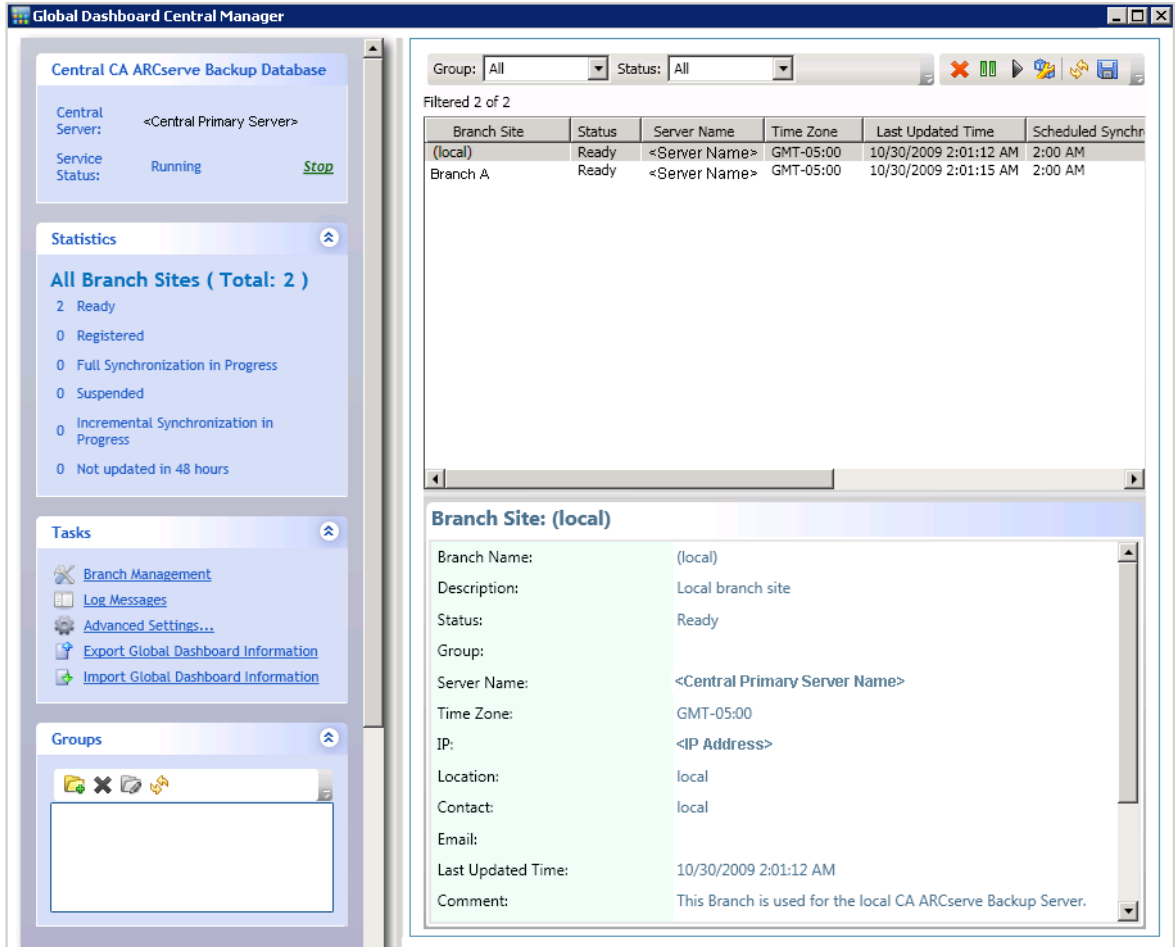 Global Dashboard Central Manager
Central CA ARCserve Backup Database
Central Server:
<Central Primary Server>
Service Status:
Running
Stop
Statistics
All Branch Sites ( Total: 2 )
2 Ready
0 Registered
0 Full Synchronization in Progress
0 Suspended
0 Incremental Synchronization in Progress
0 Not updated in 48 hours
Tasks
Branch Management
Log Messages
Advanced Settings...
Export Global Dashboard Information
Import Global Dashboard Information
Groups
Group: All Status: All
Filtered 2 of 2
Branch Site Status Server Name Time Zone Last Updated Time Scheduled Synchr
(local) Ready <Server Name> GMT-05:00 10/30/2009 2:01:12 AM 2:00 AM
Branch A Ready <Server Name> GMT-05:00 10/30/2009 2:01:15 AM 2:00 AM
Branch Site: (local)
Branch Name: (local)
Description: Local branch site
Status: Ready
Group:
Server Name: <Central Primary Server Name>
Time Zone: GMT-05:00
IP: <IP Address>
Location: local
Contact: local
Email:
Last Updated Time: 10/30/2009 2:01:12 AM
Comment: This Branch is used for the local CA ARCserve Backup Server.